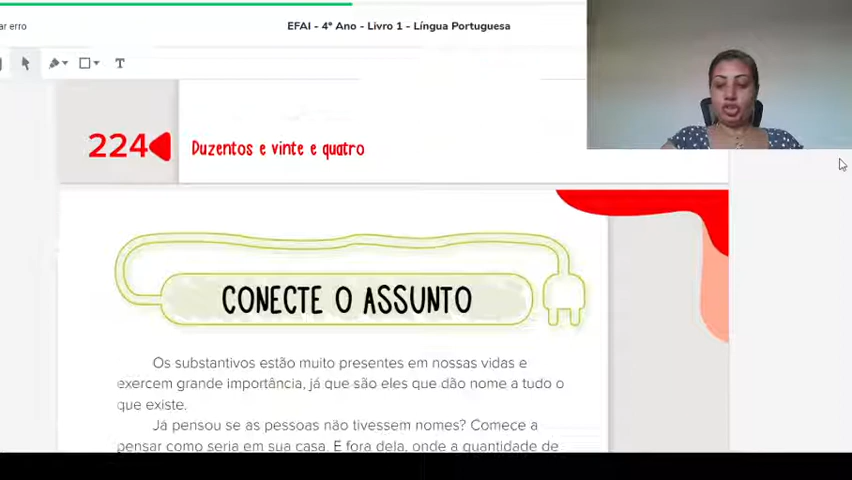 ar erro
EFAI - 4º Ano - Livro 1 - Língua Portuguesa
T
224
Duzentos e vinte e quatro
CONECTE O ASSUNTO
Os substantivos estão muito presentes em nossas vidas e
exercem grande importância, já que são eles que dão nome a tudo o
que existe.
Já pensou se as pessoas não tivessem nomes? Comece a
pensar como seria em sua casa. E fora dela, onde a quantidade de